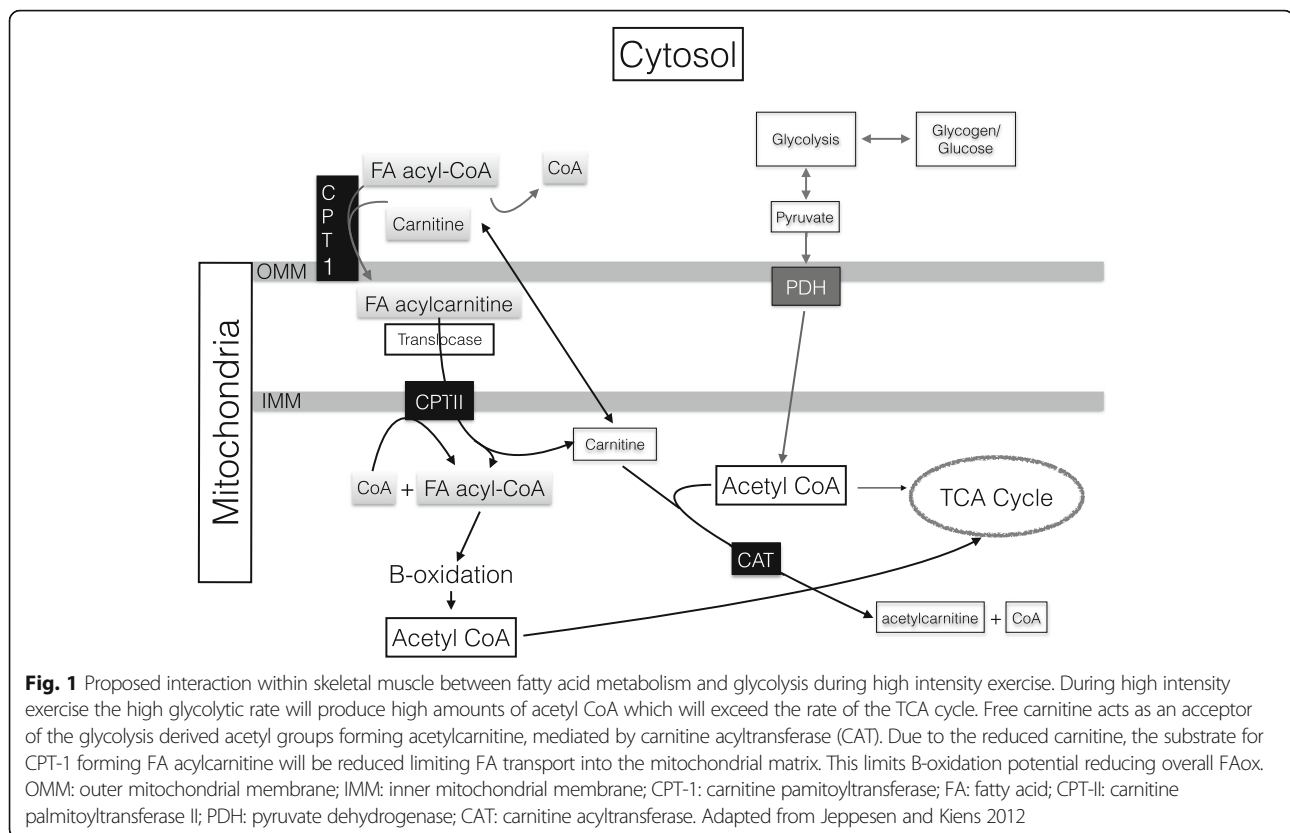 Cytosol
Glycolysis
Glycogen/
Glucose
FA acyl-CoA
CoA
C
P
T
1
Carnitine
Pyruvate
OMM
PDH
FA acylcarnitine
Translocase
Mitochondria
IMM
CPTII
Carnitine
CoA + FA acyl-CoA
Acetyl CoA
TCA Cycle
CAT
B-oxidation
acetylcarnitine + CoA
Acetyl CoA
Fig. 1 Proposed interaction within skeletal muscle between fatty acid metabolism and glycolysis during high intensity exercise. During high intensity
exercise the high glycolytic rate will produce high amounts of acetyl CoA which will exceed the rate of the TCA cycle. Free carnitine acts as an acceptor
of the glycolysis derived acetyl groups forming acetylcarnitine, mediated by carnitine acyltransferase (CAT). Due to the reduced carnitine, the substrate for
CPT-1 forming FA acylcarnitine will be reduced limiting FA transport into the mitochondrial matrix. This limits B-oxidation potential reducing overall FAox.
OMM: outer mitochondrial membrane; IMM: inner mitochondrial membrane; CPT-1: carnitine pamitoyltransferase; FA: fatty acid; CPT-II: carnitine
palmitoyltransferase II; PDH: pyruvate dehydrogenase; CAT: carnitine acyltransferase. Adapted from Jeppesen and Kiens 2012